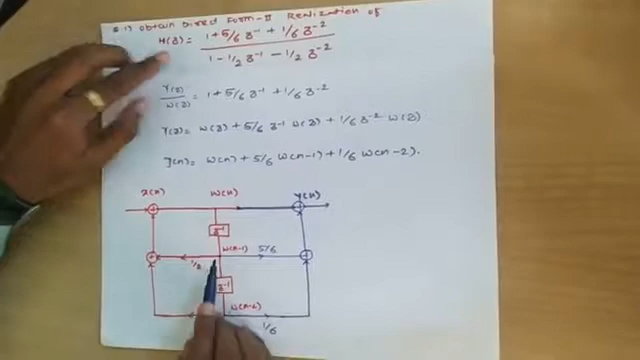 Q.1) Obtain Direct Form-II Realization of
H(z) = 1 + 5/6 z⁻¹ + 1/6 z⁻²
1 - 1/2 z⁻¹ - 1/2 z⁻²
Y(z)/W(z) = 1 + 5/6 z⁻¹ + 1/6 z⁻²
Y(z) = W(z) + 5/6 z⁻¹ W(z) + 1/6 z⁻² W(z)
y(n) = w(n) + 5/6 w(n-1) + 1/6 w(n-2).
x(n) w(n) y(n)
z⁻¹
w(n-1) 5/6
1/2
z⁻¹
w(n-2)
1/6